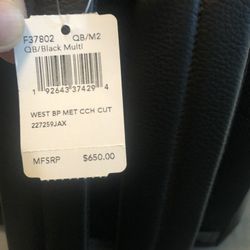 F37802 QB/M2
QB/Black Multi
1 92643 37429 4
WEST BP MET CCH CUT
227259JAX
MFSRP $650.00